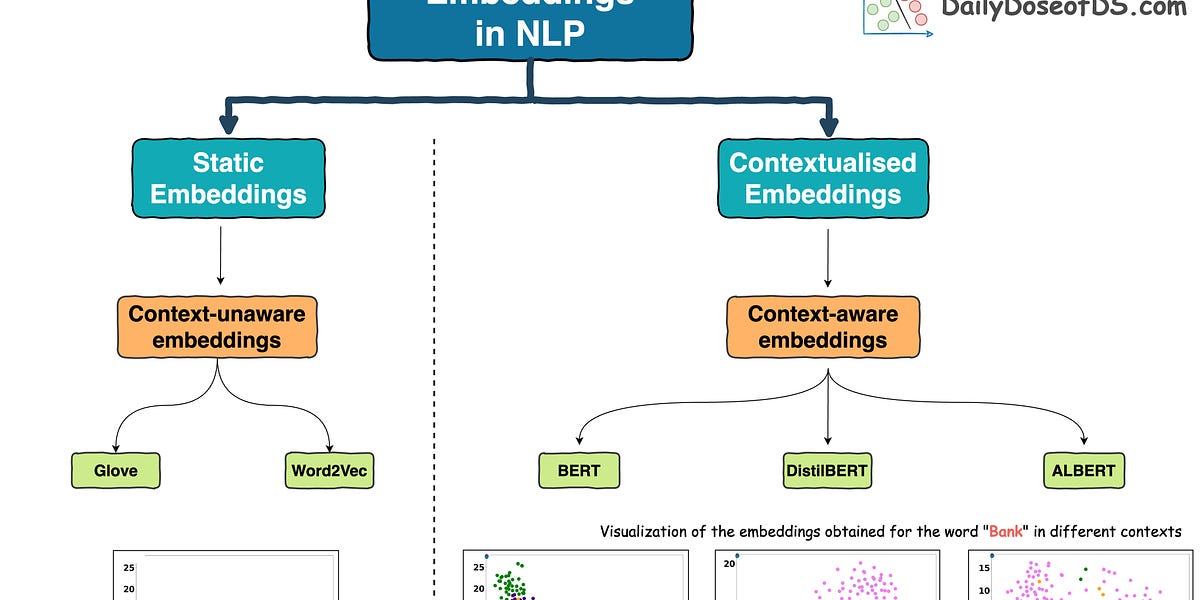 Embeddings
in NLP
DailyDoseofDS.com
Static
Embeddings
Contextualised
Embeddings
Context-unaware
embeddings
Context-aware
embeddings
Glove
Word2Vec
BERT
DistilBERT
ALBERT
Visualization of the embeddings obtained for the word "Bank" in different contexts
25
20
25
20
20
15
10